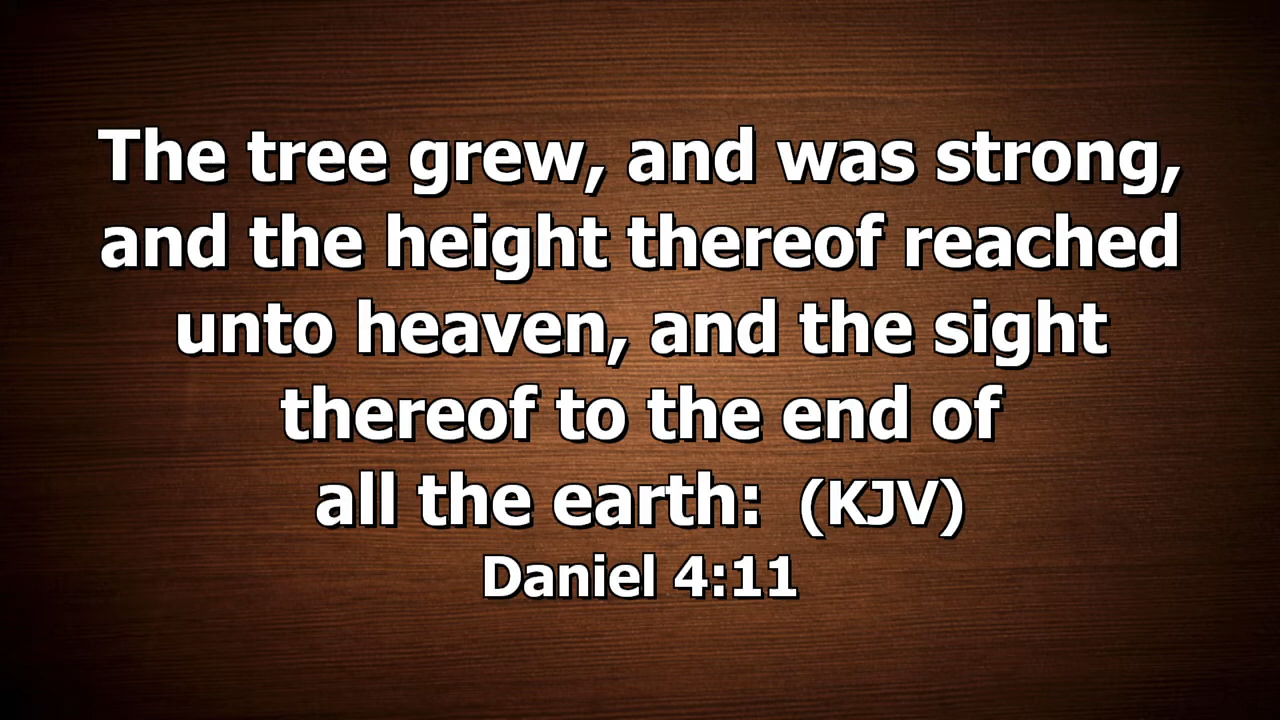 The tree grew, and was strong,
and the height thereof reached
unto heaven, and the sight
thereof to the end of
all the earth:  (KJV)
Daniel 4:11